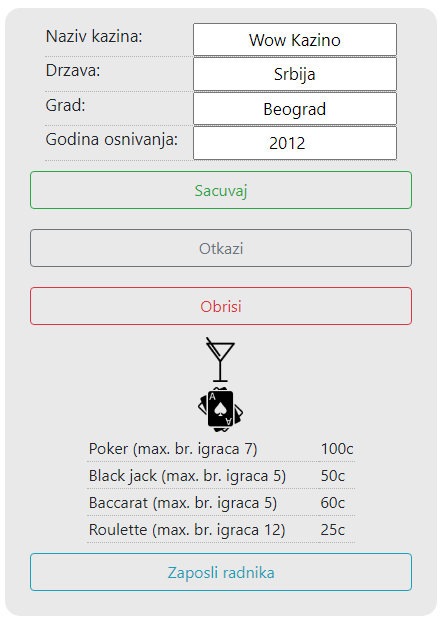 Naziv kazina: Wow Kazino
Drzava: Srbija
Grad: Beograd
Godina osnivanja: 2012
Sacuvaj
Otkazi
Obrisi
A
A
Poker (max. br. igraca 7) 100c
Black jack (max. br. igraca 5) 50c
Baccarat (max. br. igraca 5) 60c
Roulette (max. br. igraca 12) 25c
Zaposli radnika